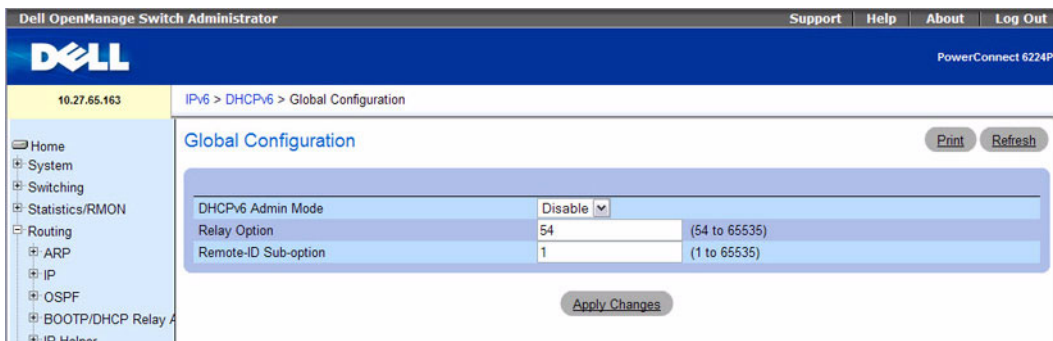 Dell OpenManage Switch Administrator
Support Help About Log Out
DELL
PowerConnect 6224P
10.27.65.163
IPv6 > DHCPv6 > Global Configuration
Home
System
Switching
Statistics/RMON
Routing
ARP
IP
OSPF
BOOTP/DHCP Relay A
IP Helper
Global Configuration
Print Refresh
DHCPv6 Admin Mode Disable
Relay Option 54 (54 to 65535)
Remote-ID Sub-option 1 (1 to 65535)
Apply Changes